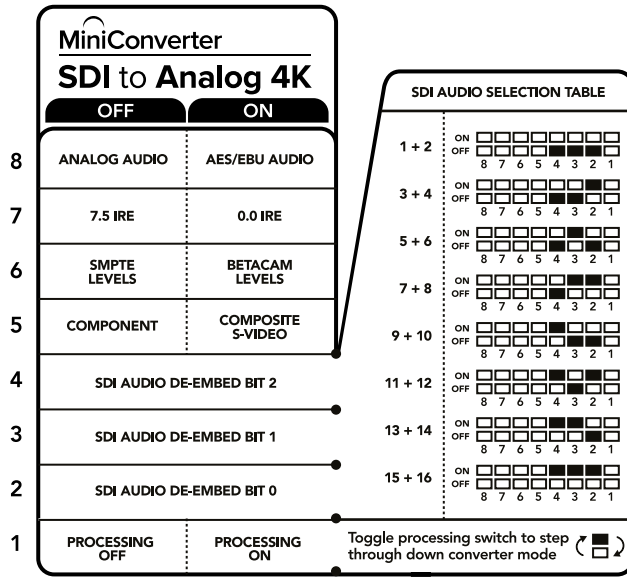 MiniConverter
SDI to Analog 4K
OFF ON
8 ANALOG AUDIO AES/EBU AUDIO
7 7.5 IRE 0.0 IRE
6 SMPTE LEVELS BETACAM LEVELS
5 COMPONENT COMPOSITE S-VIDEO
4 SDI AUDIO DE-EMBED BIT 2
3 SDI AUDIO DE-EMBED BIT 1
2 SDI AUDIO DE-EMBED BIT 0
1 PROCESSING OFF PROCESSING ON
SDI AUDIO SELECTION TABLE
1 + 2 ON OFF
8 7 6 5 4 3 2 1
3 + 4 ON OFF
8 7 6 5 4 3 2 1
5 + 6 ON OFF
8 7 6 5 4 3 2 1
7 + 8 ON OFF
8 7 6 5 4 3 2 1
9 + 10 ON OFF
8 7 6 5 4 3 2 1
11 + 12 ON OFF
8 7 6 5 4 3 2 1
13 + 14 ON OFF
8 7 6 5 4 3 2 1
15 + 16 ON OFF
8 7 6 5 4 3 2 1
Toggle processing switch to step
through down converter mode